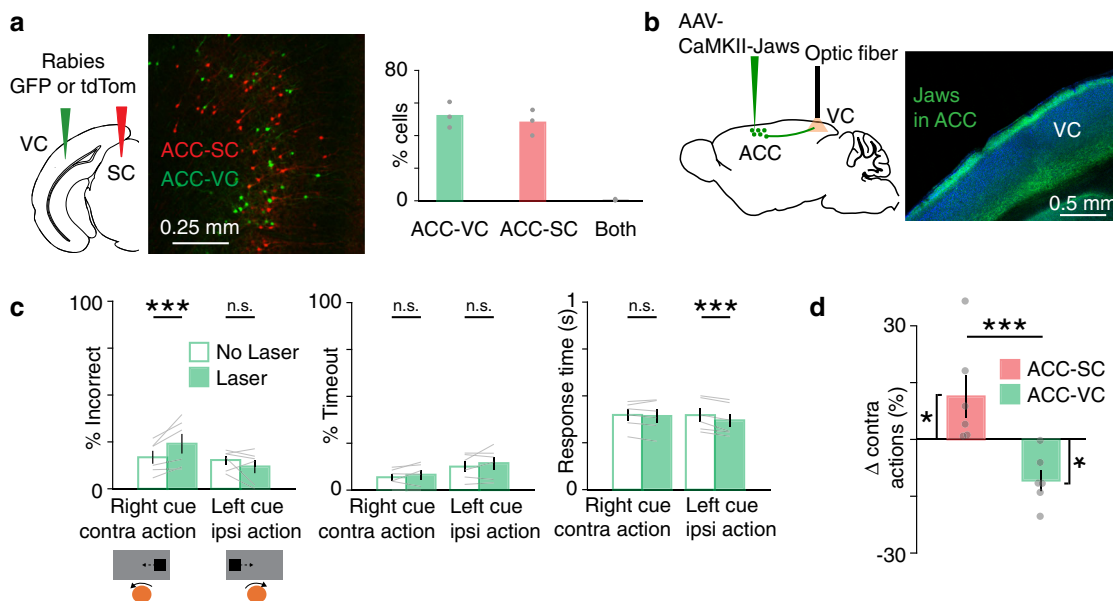 a
Rabies
GFP or tdTom
VC
SC
ACC-SC
ACC-VC
0.25 mm
80
% cells
0
ACC-VC
ACC-SC
Both
b
AAV-
CaMKII-Jaws
Optic fiber
VC
ACC
Jaws
in ACC
VC
0.5 mm
c
100
% Incorrect
0
***
n.s.
No Laser
Laser
Right cue
contra action
Left cue
ipsi action
100
% Timeout
0
n.s.
n.s.
Right cue
contra action
Left cue
ipsi action
1
Response time (s)
0
n.s.
***
Right cue
contra action
Left cue
ipsi action
d
30
Δ contra
actions (%)
-30
***
*
*
ACC-SC
ACC-VC